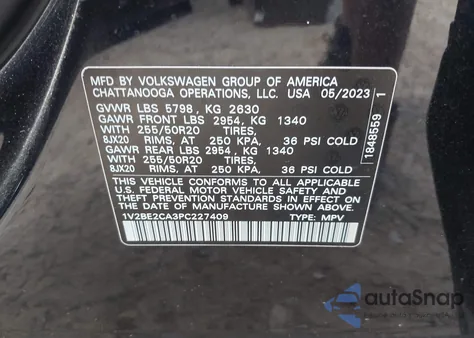 MFD. BY VOLKSWAGEN GROUP OF AMERICA
CHATTANOOGA OPERATIONS, LLC. USA 05/2023
GVWR LBS 5798, KG 2630
GAWR FRONT LBS 2954, KG 1340
WITH 255/50R20 TIRES,
8JX20 RIMS, AT 250 KPA, 36 PSI COLD
GAWR REAR LBS 2954, KG 1340
WITH 255/50R20 TIRES,
8JX20 RIMS, AT 250 KPA, 36 PSI COLD
THIS VEHICLE CONFORMS TO ALL APPLICABLE
U.S. FEDERAL MOTOR VEHICLE SAFETY AND
THEFT PREVENTION STANDARDS IN EFFECT ON THE
DATE OF MANUFACTURE SHOWN ABOVE.
1V2BE2CA3PC227409 TYPE: MPV
1848559 1
autoSnap